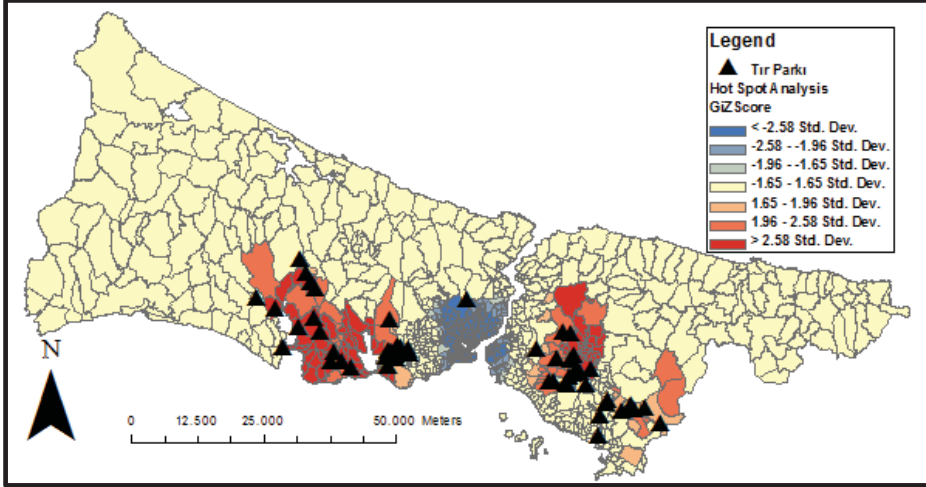 Legend
Tır Parkı
Hot Spot Analysis
GiZScore
< -2.58 Std. Dev.
-2.58 - -1.96 Std. Dev.
-1.96 - -1.65 Std. Dev.
-1.65 - 1.65 Std. Dev.
1.65 - 1.96 Std. Dev.
1.96 - 2.58 Std. Dev.
> 2.58 Std. Dev.
N
0 12.500 25.000 50.000 Meters